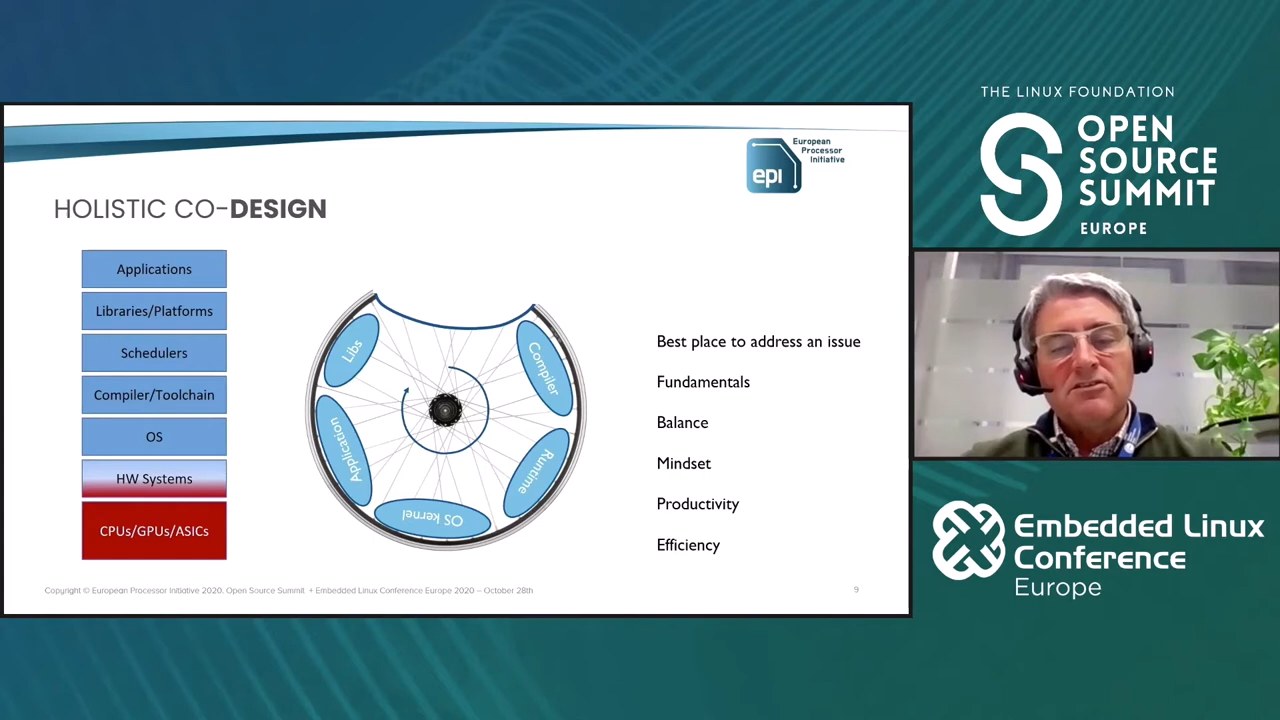 THE LINUX FOUNDATION
OPEN
SOURCE
SUMMIT
EUROPE
European
Processor
Initiative
epi
HOLISTIC CO-DESIGN
Applications
Libraries/Platforms
Schedulers
Compiler/Toolchain
OS
HW Systems
CPUs/GPUs/ASICs
Libs
Compiler
Application
Runtime
OS kernel
Best place to address an issue
Fundamentals
Balance
Mindset
Productivity
Efficiency
Copyright © European Processor Initiative 2020. Open Source Summit + Embedded Linux Conference Europe 2020 – October 28th
9
Embedded Linux
Conference
Europe